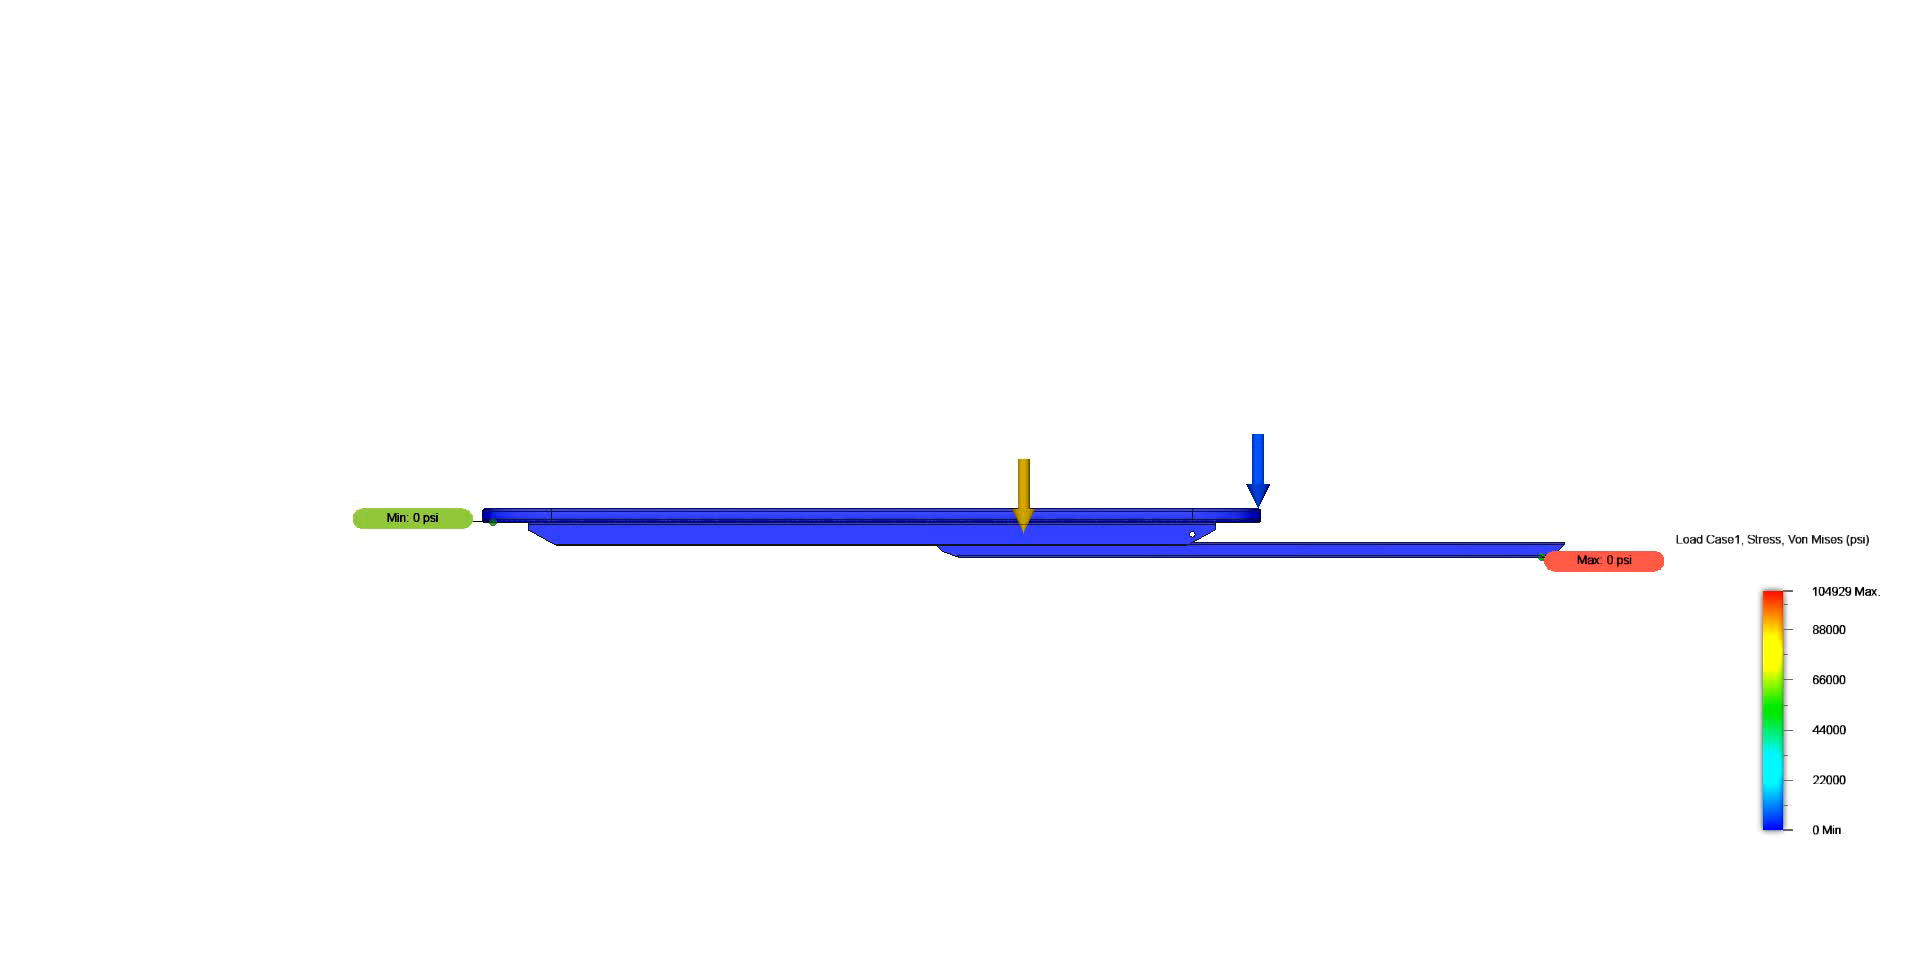 Min: 0 psi
Load Case1, Stress, Von Mises (psi)
Max: 0 psi
104929 Max.
88000
66000
44000
22000
0 Min.